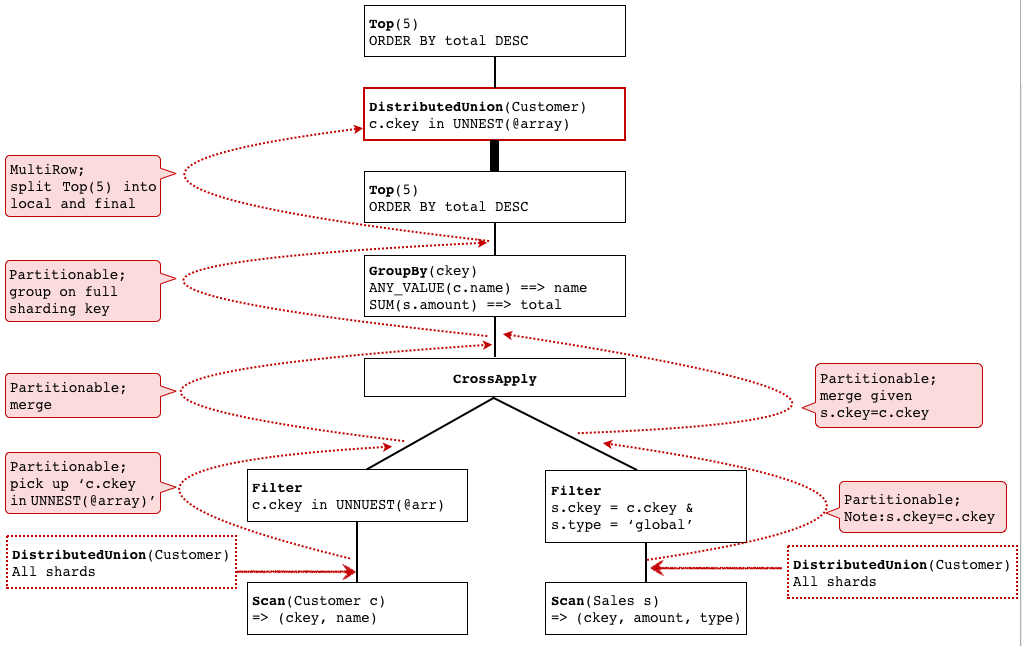 Top(5)
ORDER BY total DESC
DistributedUnion(Customer)
c.ckey in UNNEST(@array)
MultiRow;
split Top(5) into
local and final
Top(5)
ORDER BY total DESC
Partitionable;
group on full
sharding key
GroupBy(ckey)
ANY_VALUE(c.name) ==> name
SUM(s.amount) ==> total
CrossApply
Partitionable;
merge
Partitionable;
merge given
s.ckey=c.ckey
Partitionable;
pick up ‘c.ckey
in UNNEST(@array)’
Filter
c.ckey in UNNUEST(@arr)
Filter
s.ckey = c.ckey &
s.type = ‘global’
Partitionable;
Note:s.ckey=c.ckey
DistributedUnion(Customer)
All shards
DistributedUnion(Customer)
All shards
Scan(Customer c)
=> (ckey, name)
Scan(Sales s)
=> (ckey, amount, type)